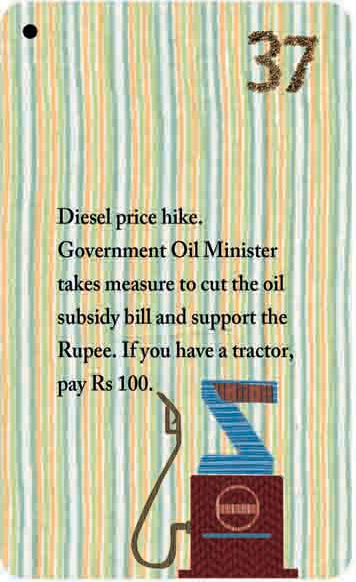 37
Diesel price hike.
Government Oil Minister
takes measure to cut the oil
subsidy bill and support the
Rupee. If you have a tractor,
pay Rs 100.